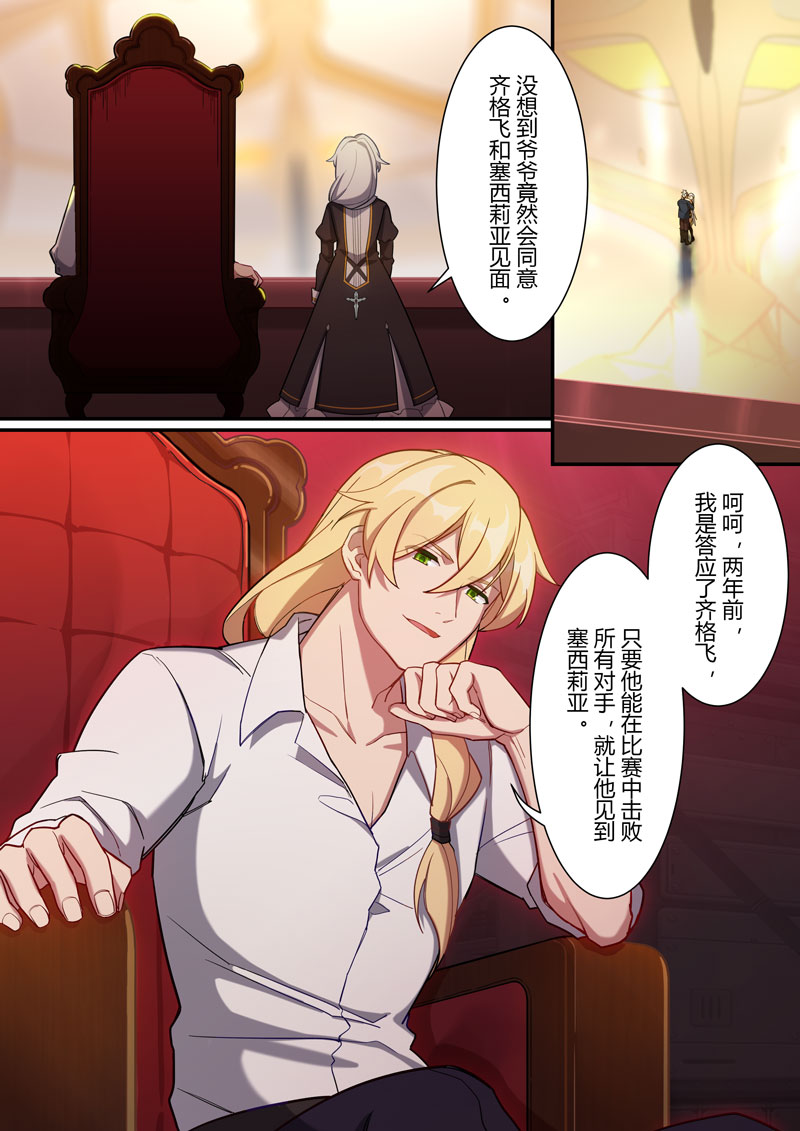 没想到爷爷竟然会同意
齐格飞和塞西莉亚见面。
呵呵，两年前，
我是答应了齐格飞，
只要他能在比赛中击败
所有对手，就让他见到
塞西莉亚。